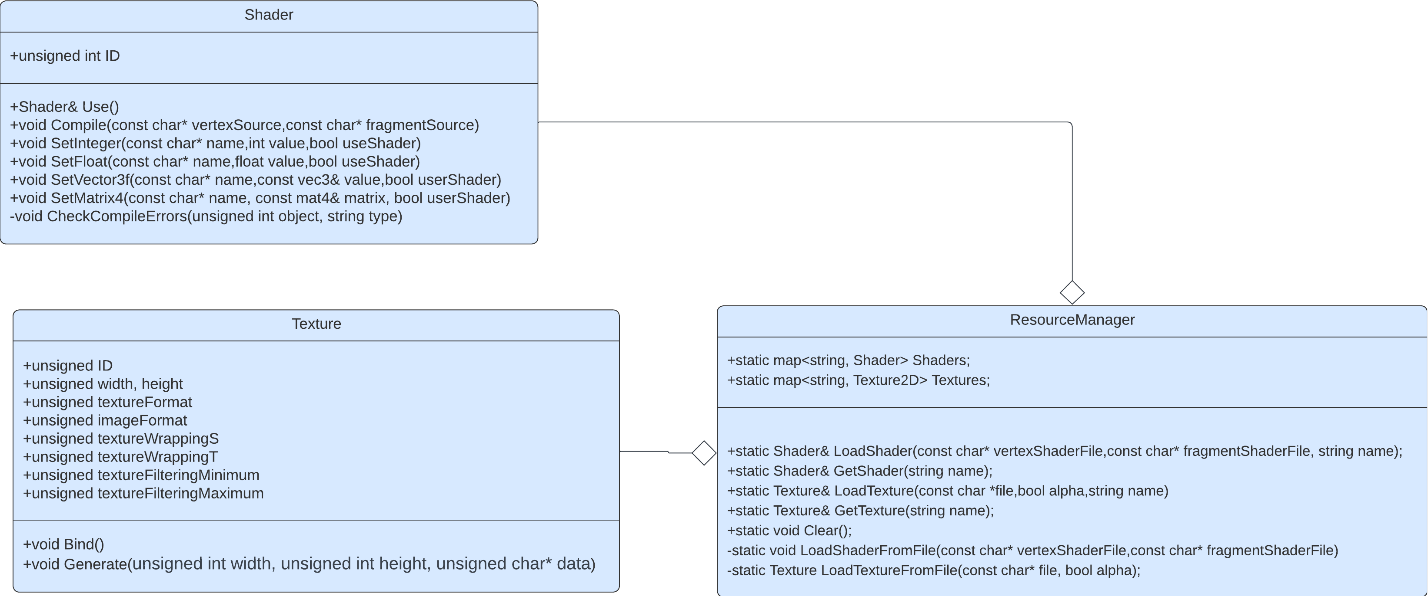 Shader
+unsigned int ID
+Shader& Use()
+void Compile(const char* vertexSource,const char* fragmentSource)
+void SetInteger(const char* name,int value,bool useShader)
+void SetFloat(const char* name,float value,bool useShader)
+void SetVector3f(const char* name,const vec3& value,bool userShader)
+void SetMatrix4(const char* name, const mat4& matrix, bool userShader)
-void CheckCompileErrors(unsigned int object, string type)
Texture
+unsigned ID
+unsigned width, height
+unsigned textureFormat
+unsigned imageFormat
+unsigned textureWrappingS
+unsigned textureWrappingT
+unsigned textureFilteringMinimum
+unsigned textureFilteringMaximum
+void Bind()
+void Generate(unsigned int width, unsigned int height, unsigned char* data)
ResourceManager
+static map<string, Shader> Shaders;
+static map<string, Texture2D> Textures;
+static Shader& LoadShader(const char* vertexShaderFile,const char* fragmentShaderFile, string name);
+static Shader& GetShader(string name);
+static Texture& LoadTexture(const char *file,bool alpha,string name)
+static Texture& GetTexture(string name);
+static void Clear();
-static void LoadShaderFromFile(const char* vertexShaderFile,const char* fragmentShaderFile)
-static Texture LoadTextureFromFile(const char* file, bool alpha);